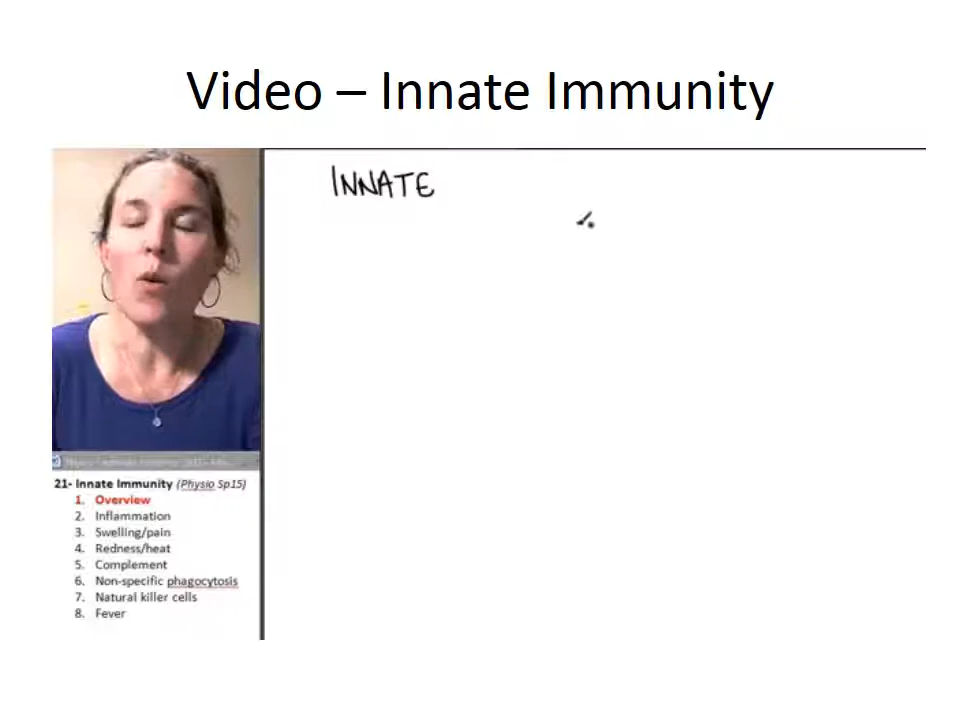 Video – Innate Immunity
INNATE
21- Innate Immunity (Physio Sp15)
1. Overview
2. Inflammation
3. Swelling/pain
4. Redness/heat
5. Complement
6. Non-specific phagocytosis
7. Natural killer cells
8. Fever